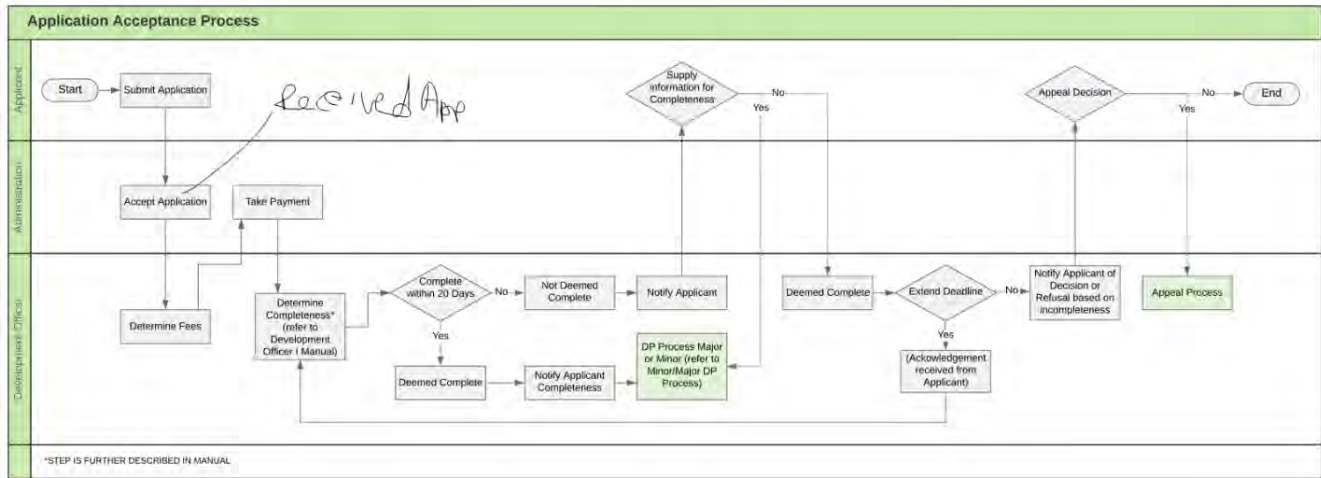 Application Acceptance Process
Applicant
Start
Submit Application
Received App
Supply
information for
Completeness
No
Yes
Appeal Decision
No
Yes
End
Administration
Accept Application
Take Payment
Development Officer
Determine Fees
Determine
Completeness*
(refer to
Development
Officer / Manual)
Complete
within 20 Days
No
Yes
Not Deemed
Complete
Notify Applicant
Deemed Complete
Notify Applicant
Completeness
DP Process Major
or Minor (refer to
Minor/Major DP
Process)
Deemed Complete
Extend Deadline
No
Yes
(Ackowledgement
received from
Applicant)
Notify Applicant of
Decision or
Refusal based on
incompleteness
Appeal Process
*STEP IS FURTHER DESCRIBED IN MANUAL